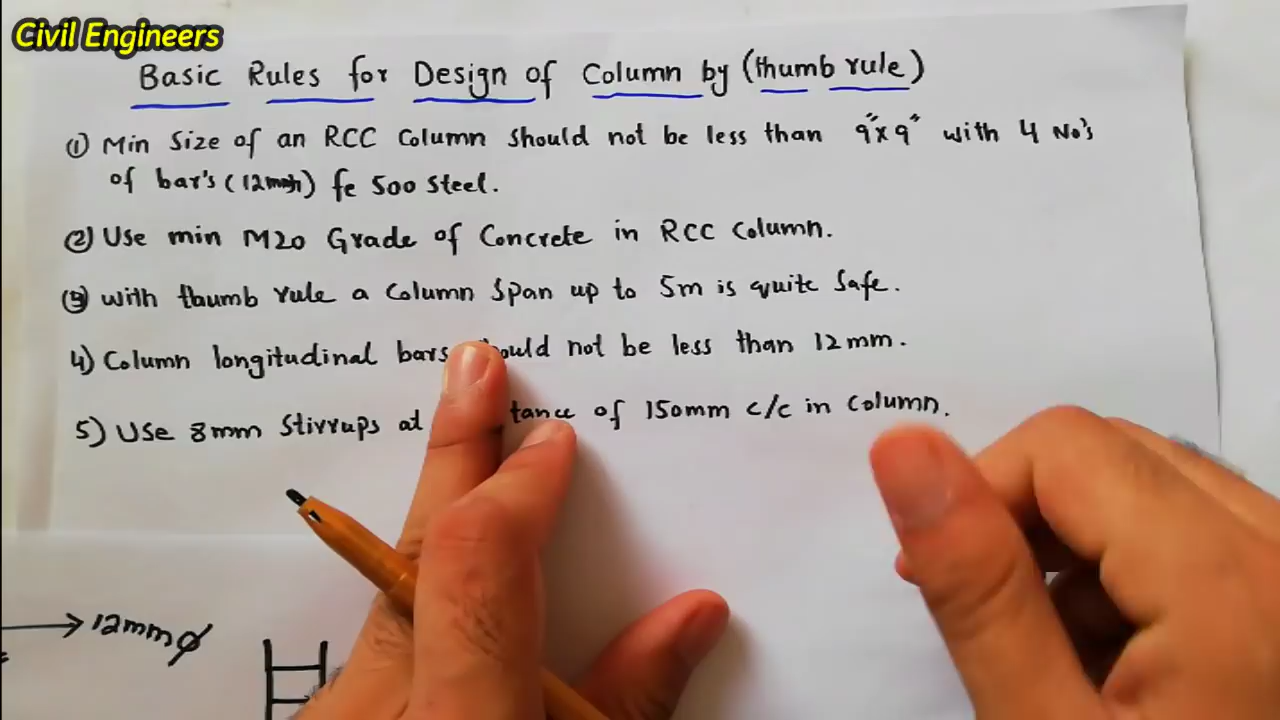 Civil Engineers
Basic Rules for Design of Column by (thumb rule)
① Min Size of an RCC Column should not be less than 9"x9" with 4 No's
of bar's (12mm) fe 500 Steel.
② Use min M20 Grade of Concrete in RCC Column.
③ with thumb rule a Column Span up to 5m is quite Safe.
4) Column longitudinal bars should not be less than 12mm.
5) Use 8mm Stirrups at tance of 150mm c/c in Column.
12mmϕ